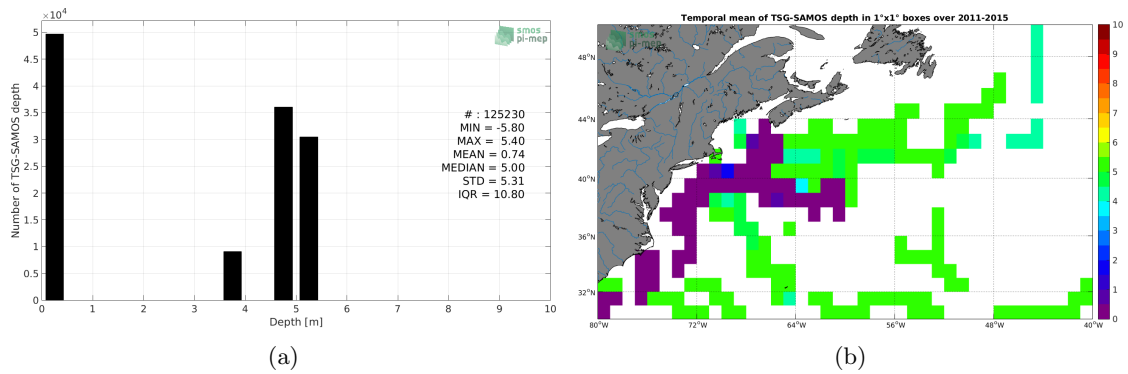 ×10⁴
5
4.5
4
3.5
3
2.5
2
1.5
1
0.5
0
Number of TSG-SAMOS depth
smos
pi-mep
# : 125230
MIN = -5.80
MAX = 5.40
MEAN = 0.74
MEDIAN = 5.00
STD = 5.31
IQR = 10.80
0 1 2 3 4 5 6 7 8 9 10
Depth [m]
(a)
Temporal mean of TSG-SAMOS depth in 1°x1° boxes over 2011-2015
smos
pi-mep
48°N
44°N
40°N
36°N
32°N
80°W 72°W 64°W 56°W 48°W 40°W
10
9
8
7
6
5
4
3
2
1
0
(b)